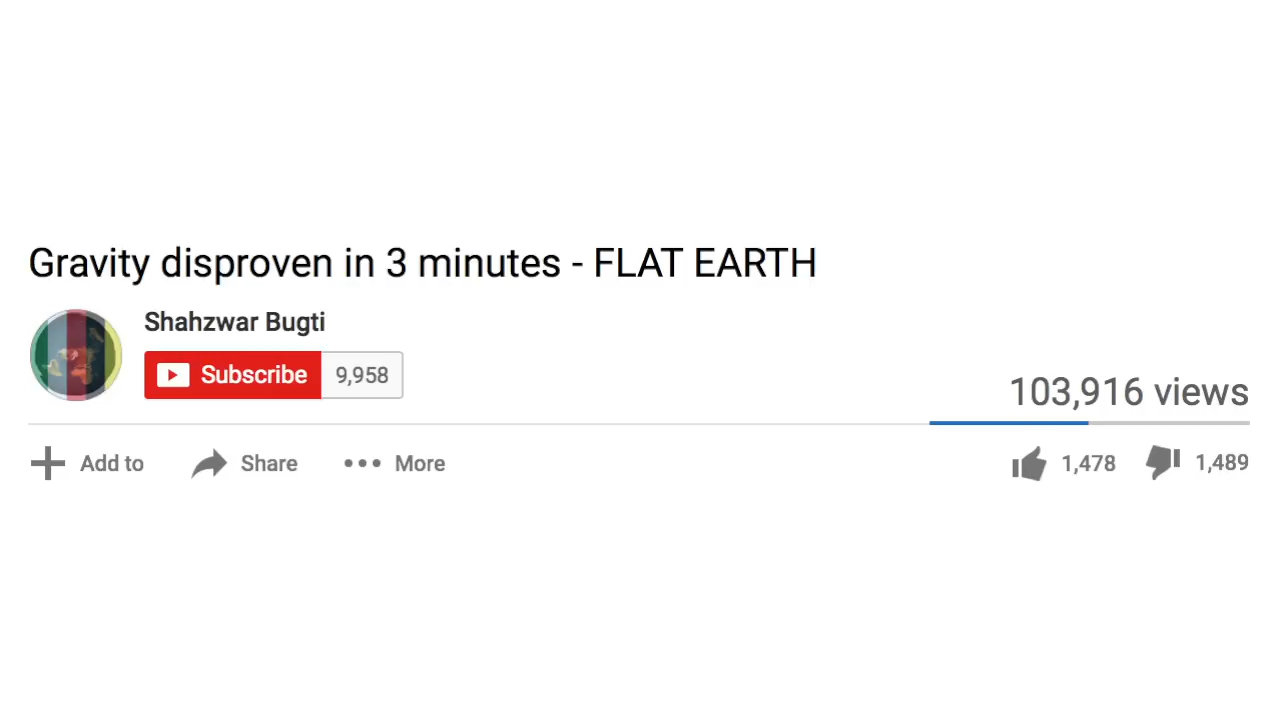 Gravity disproven in 3 minutes - FLAT EARTH
Shahzwar Bugti
Subscribe 9,958
103,916 views
Add to Share More 1,478 1,489